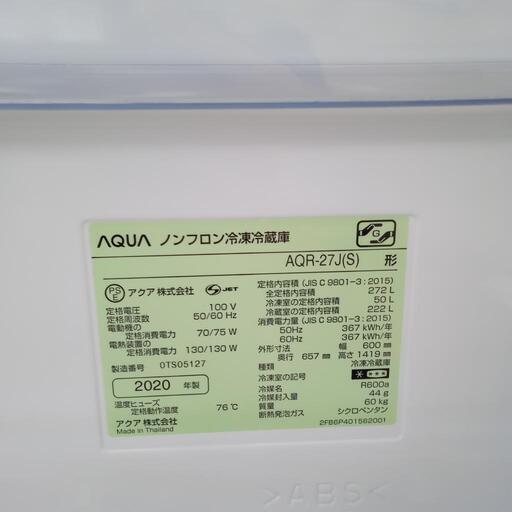 AQUA ノンフロン冷凍冷蔵庫
G
AQR-27J(S) 形
PSE アクア 株式会社 S JET
定格電圧 100 V
定格周波数 50/60 Hz
電動機の
定格消費電力 70/75 W
電熱装置の
定格消費電力 130/130 W
製造番号 0TS05127
2020 年製
温度ヒューズ
定格動作温度 76℃
アクア 株式会社
Made in Thailand
定格内容積 (JIS C 9801-3 : 2015)
全定格内容積 272 L
冷凍室の定格内容積 50 L
冷蔵室の定格内容積 222 L
消費電力量 (JIS C 9801-3 : 2015)
50Hz 367 kWh/年
60Hz 367 kWh/年
外形寸法 幅 600 mm
奥行 657 mm 高さ 1419 mm
種類 冷凍冷蔵庫
冷凍室の記号 ****
冷媒名 R600a
冷媒封入量 44 g
質量 60 kg
断熱発泡ガス シクロペンタン
2FB6P401562001
>ABS<